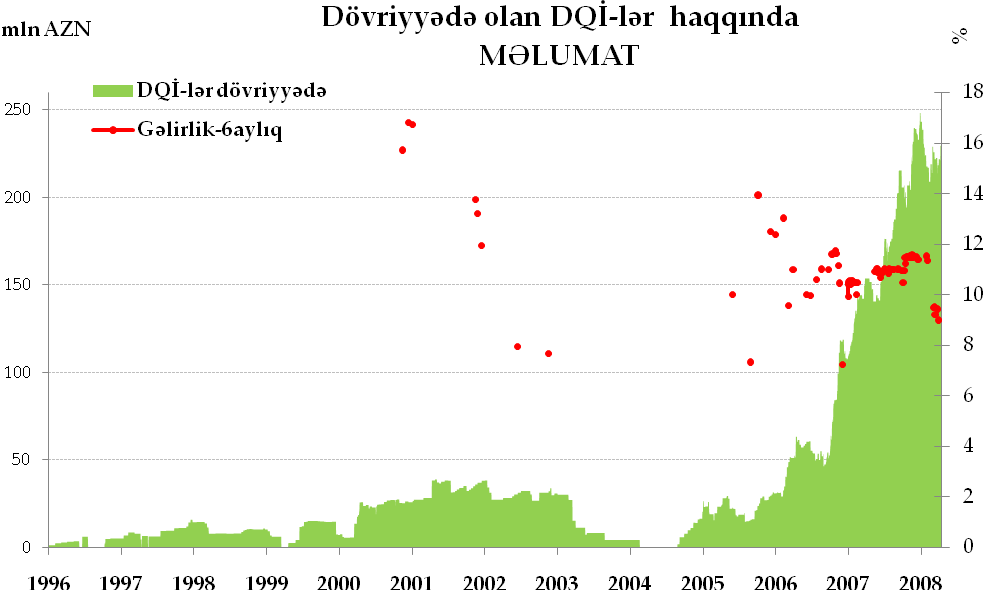 Dövriyyədə olan DQİ-lər haqqında
MƏLUMAT
mln AZN
%
DQİ-lər dövriyyədə
Gəlirlik-6aylıq
250
200
150
100
50
0
18
16
14
12
10
8
6
4
2
0
1996 1997 1998 1999 2000 2001 2002 2003 2004 2005 2006 2007 2008